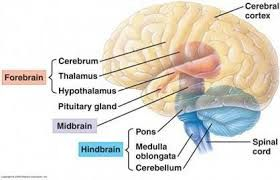 Cerebral
cortex
Forebrain
Cerebrum
Thalamus
Hypothalamus
Pituitary gland
Midbrain
Hindbrain
Pons
Medulla
oblongata
Cerebellum
Spinal
cord